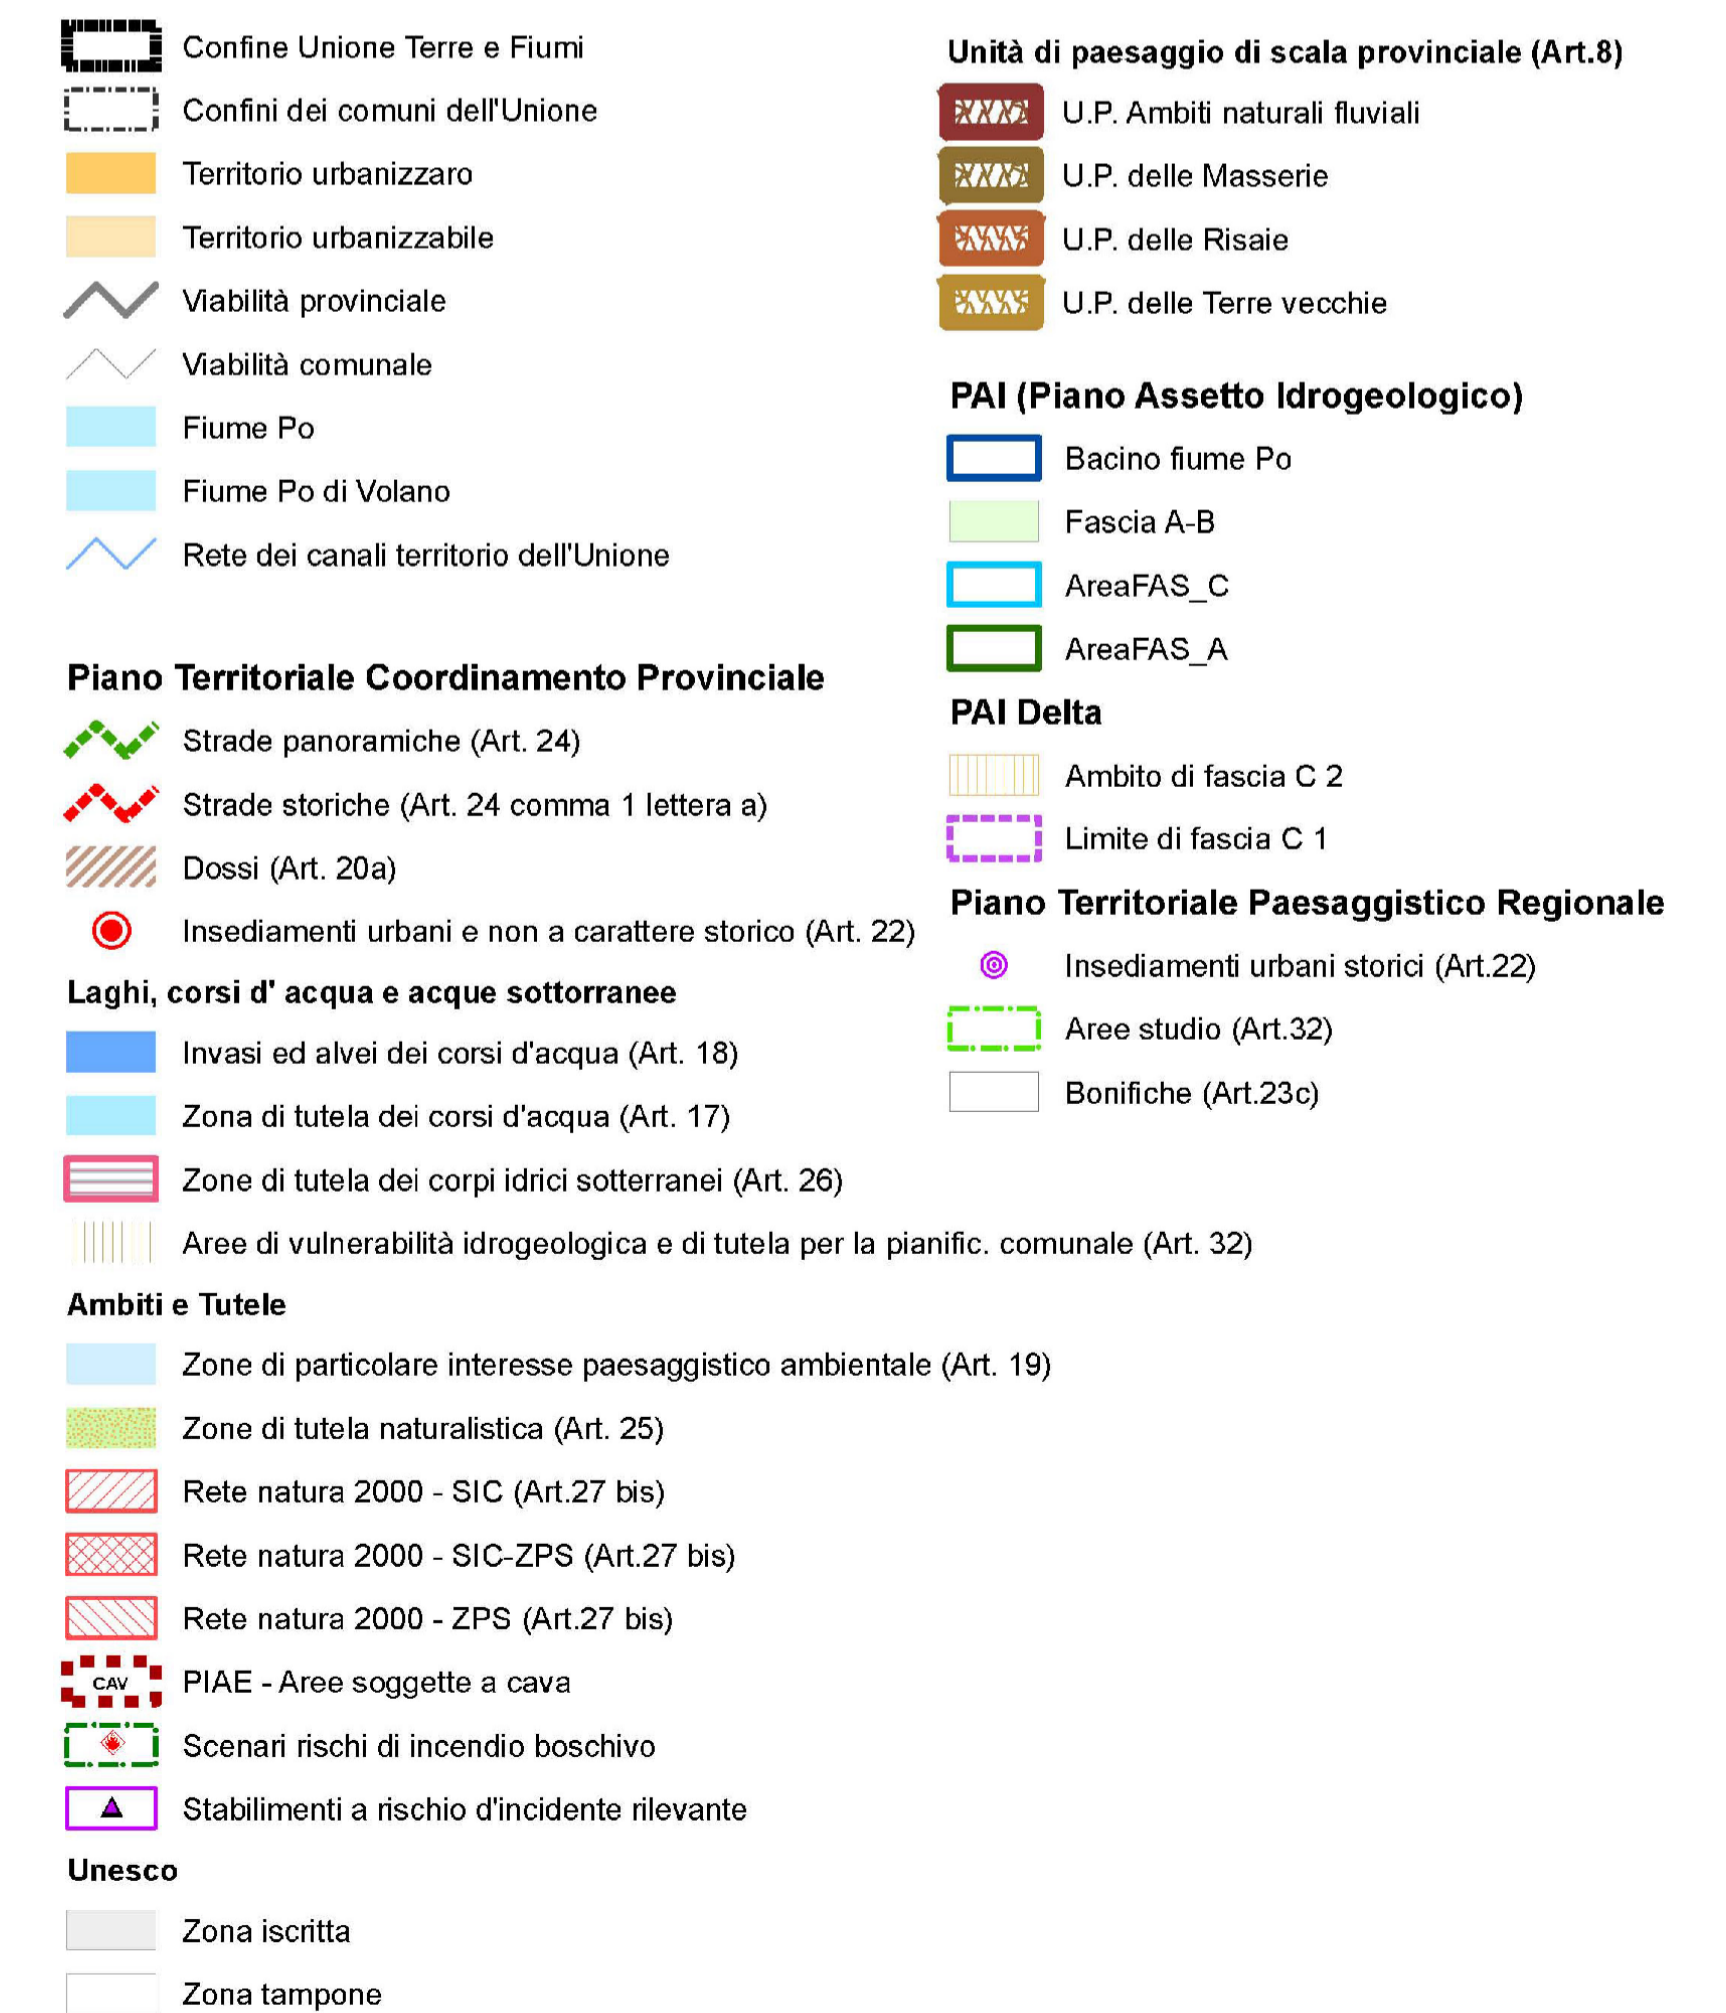 Confine Unione Terre e Fiumi
Confini dei comuni dell'Unione
Territorio urbanizzaro
Territorio urbanizzabile
Viabilità provinciale
Viabilità comunale
Fiume Po
Fiume Po di Volano
Rete dei canali territorio dell'Unione
Piano Territoriale Coordinamento Provinciale
Strade panoramiche (Art. 24)
Strade storiche (Art. 24 comma 1 lettera a)
Dossi (Art. 20a)
Insediamenti urbani e non a carattere storico (Art. 22)
Laghi, corsi d' acqua e acque sottorranee
Invasi ed alvei dei corsi d'acqua (Art. 18)
Zona di tutela dei corsi d'acqua (Art. 17)
Zone di tutela dei corpi idrici sotterranei (Art. 26)
Aree di vulnerabilità idrogeologica e di tutela per la pianific. comunale (Art. 32)
Ambiti e Tutele
Zone di particolare interesse paesaggistico ambientale (Art. 19)
Zone di tutela naturalistica (Art. 25)
Rete natura 2000 - SIC (Art.27 bis)
Rete natura 2000 - SIC-ZPS (Art.27 bis)
Rete natura 2000 - ZPS (Art.27 bis)
CAV PIAE - Aree soggette a cava
Scenari rischi di incendio boschivo
Stabilimenti a rischio d'incidente rilevante
Unesco
Zona iscritta
Zona tampone
Unità di paesaggio di scala provinciale (Art.8)
U.P. Ambiti naturali fluviali
U.P. delle Masserie
U.P. delle Risaie
U.P. delle Terre vecchie
PAI (Piano Assetto Idrogeologico)
Bacino fiume Po
Fascia A-B
AreaFAS_C
AreaFAS_A
PAI Delta
Ambito di fascia C 2
Limite di fascia C 1
Piano Territoriale Paesaggistico Regionale
Insediamenti urbani storici (Art.22)
Aree studio (Art.32)
Bonifiche (Art.23c)